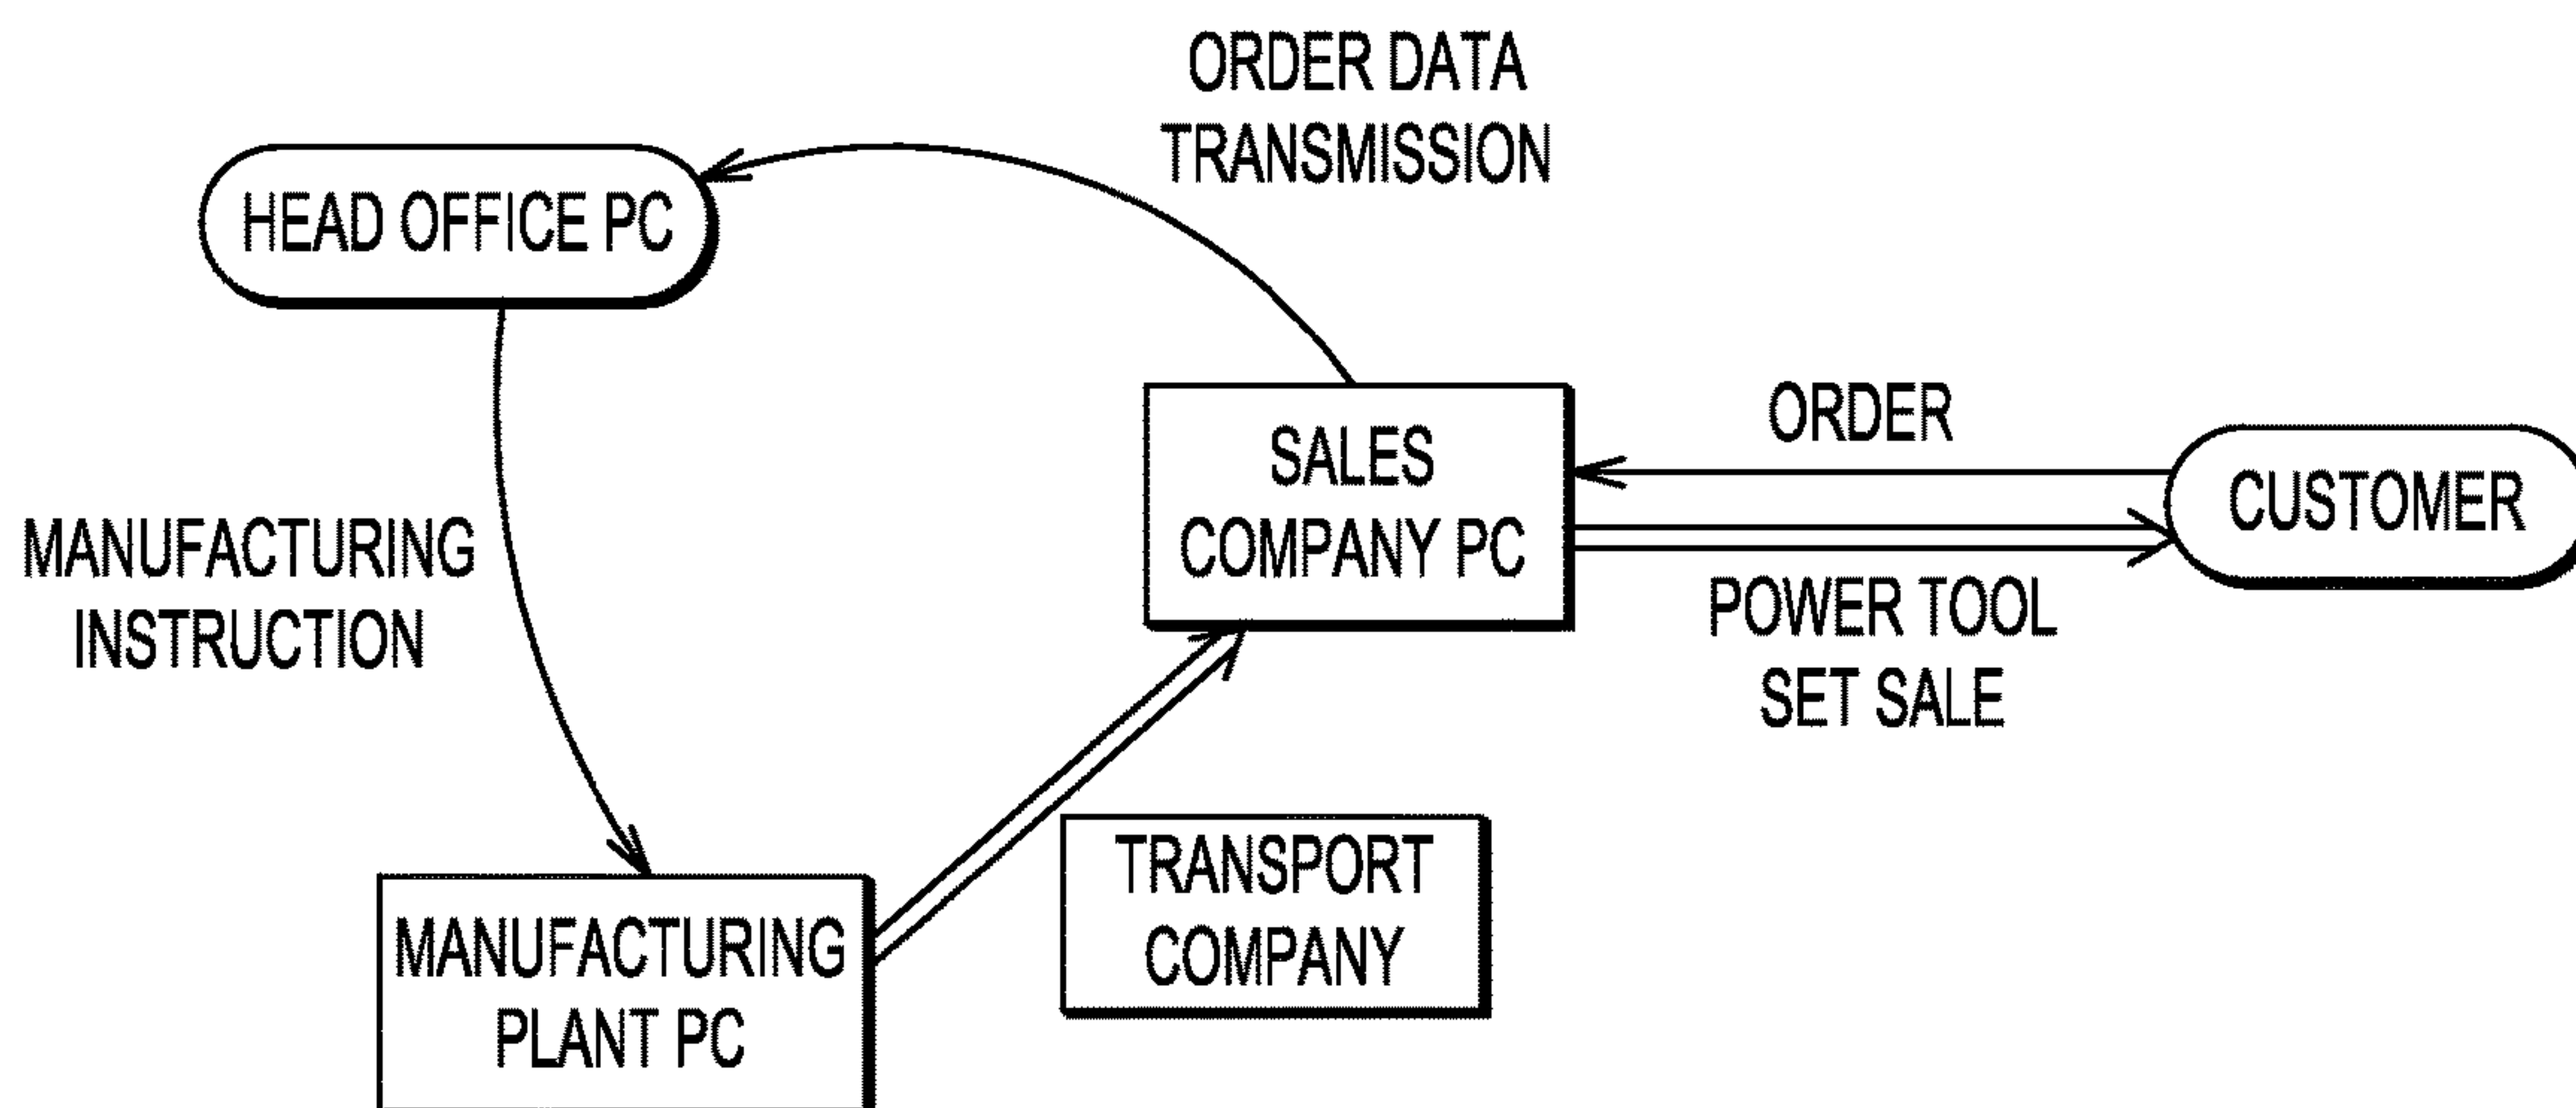 ORDER DATA
TRANSMISSION
HEAD OFFICE PC
SALES
COMPANY PC
ORDER
CUSTOMER
MANUFACTURING
INSTRUCTION
POWER TOOL
SET SALE
TRANSPORT
COMPANY
MANUFACTURING
PLANT PC